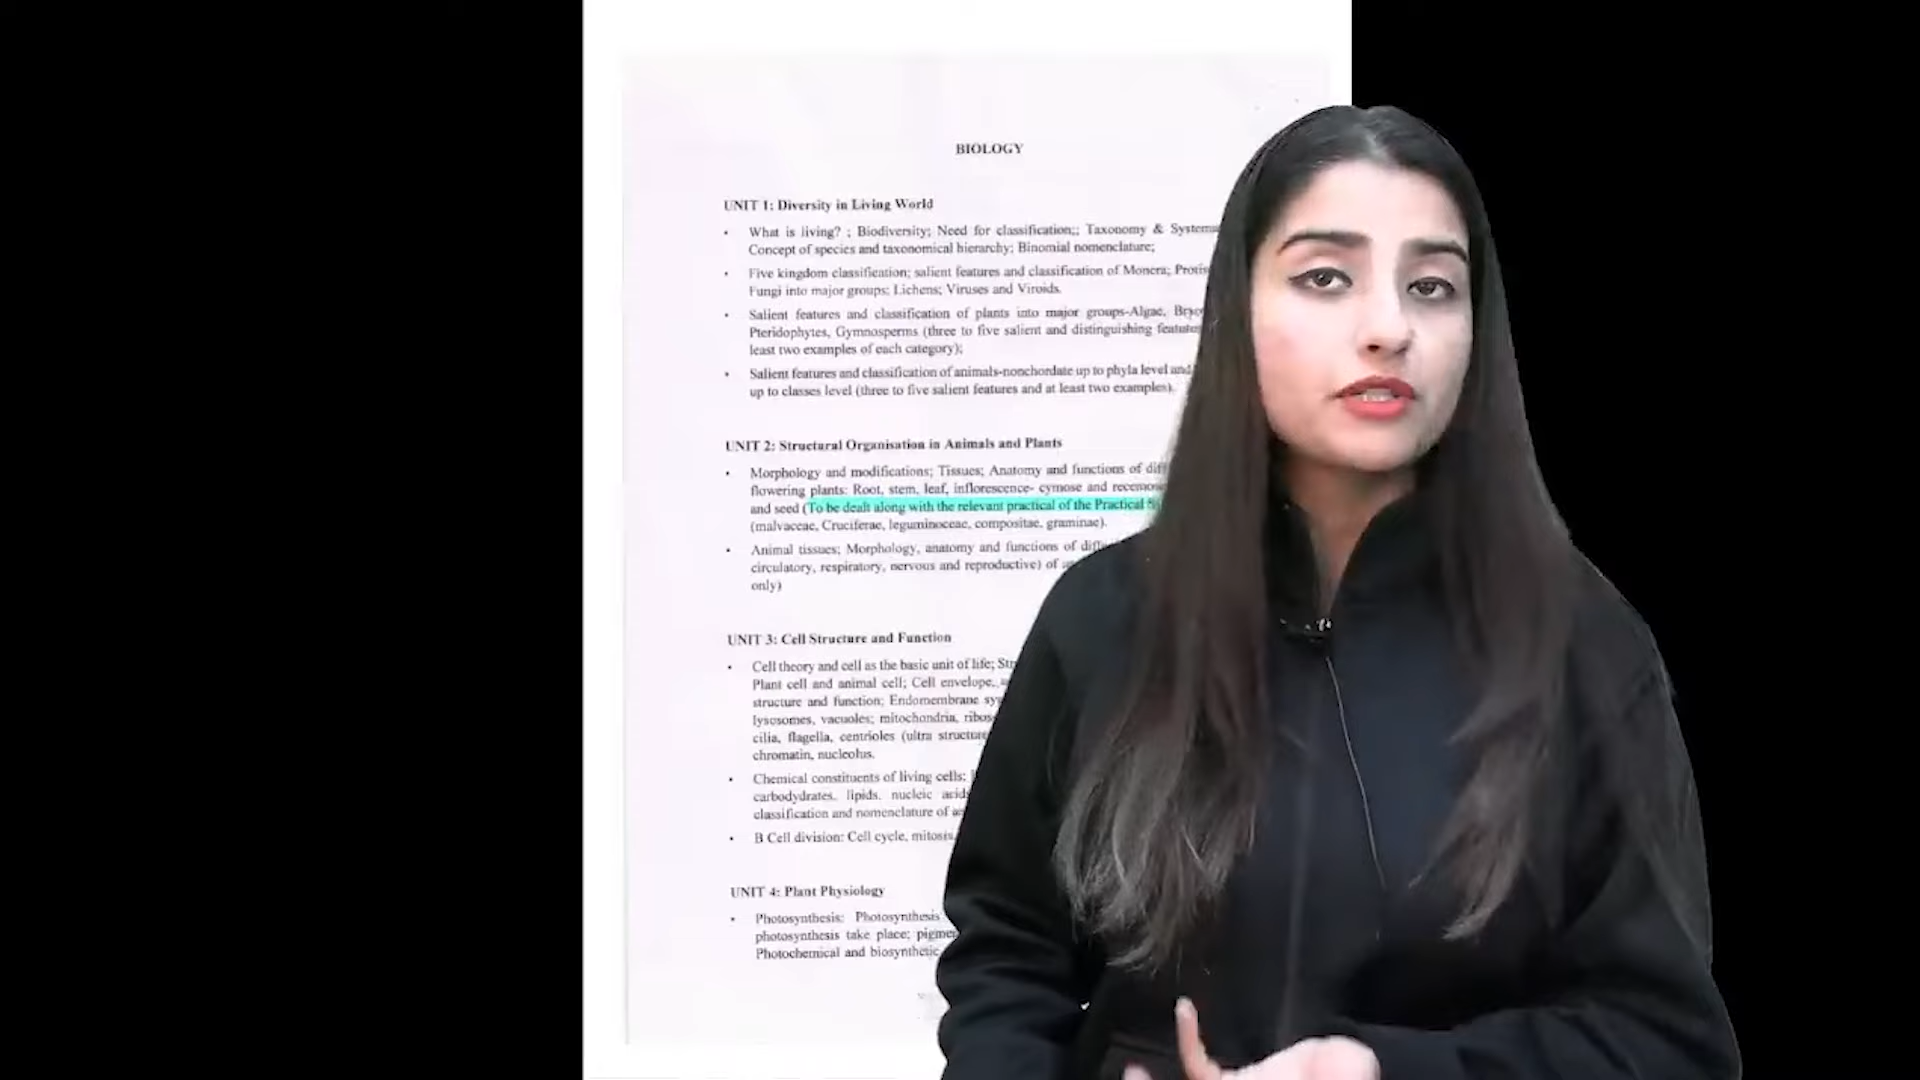 BIOLOGY
UNIT 1: Diversity in Living World
• What is living? ; Biodiversity; Need for classification;; Taxonomy &
Concept of species and taxonomical hierarchy; Binomial nomenclature;
• Five kingdom classification; salient features and classification of Monera;
Fungi into major groups; Lichens; Viruses and Viroids.
• Salient features and classification of plants into major groups-Algae,
Pteridophytes, Gymnosperms (three to five salient and distinguishing
least two examples of each category);
• Salient features and classification of animals-nonchordate up to phyla level and
up to classes level (three to five salient features and at least two examples).
UNIT 2: Structural Organisation in Animals and Plants
• Morphology and modifications; Tissues; Anatomy and functions of
flowering plants: Root, stem, leaf, inflorescence- cymose and
and seed (To be dealt along with the relevant practical of the Practical
(malvaceae, Cruciferae, leguminoceae, compositae, graminae).
• Animal tissues; Morphology, anatomy and functions of
circulatory, respiratory, nervous and reproductive) of
only)
UNIT 3: Cell Structure and Function
• Cell theory and cell as the basic unit of life;
Plant cell and animal cell; Cell envelope,
structure and function; Endomembrane
lysosomes, vacuoles; mitochondria,
cilia, flagella, centrioles (ultra
chromatin, nucleolus.
• Chemical constituents of living cells:
carbodydrates, lipids, nucleic
classification and nomenclature of
• B Cell division: Cell cycle, mitosis,
UNIT 4: Plant Physiology
• Photosynthesis: Photosynthesis
photosynthesis take place;
Photochemical and biosynthetic